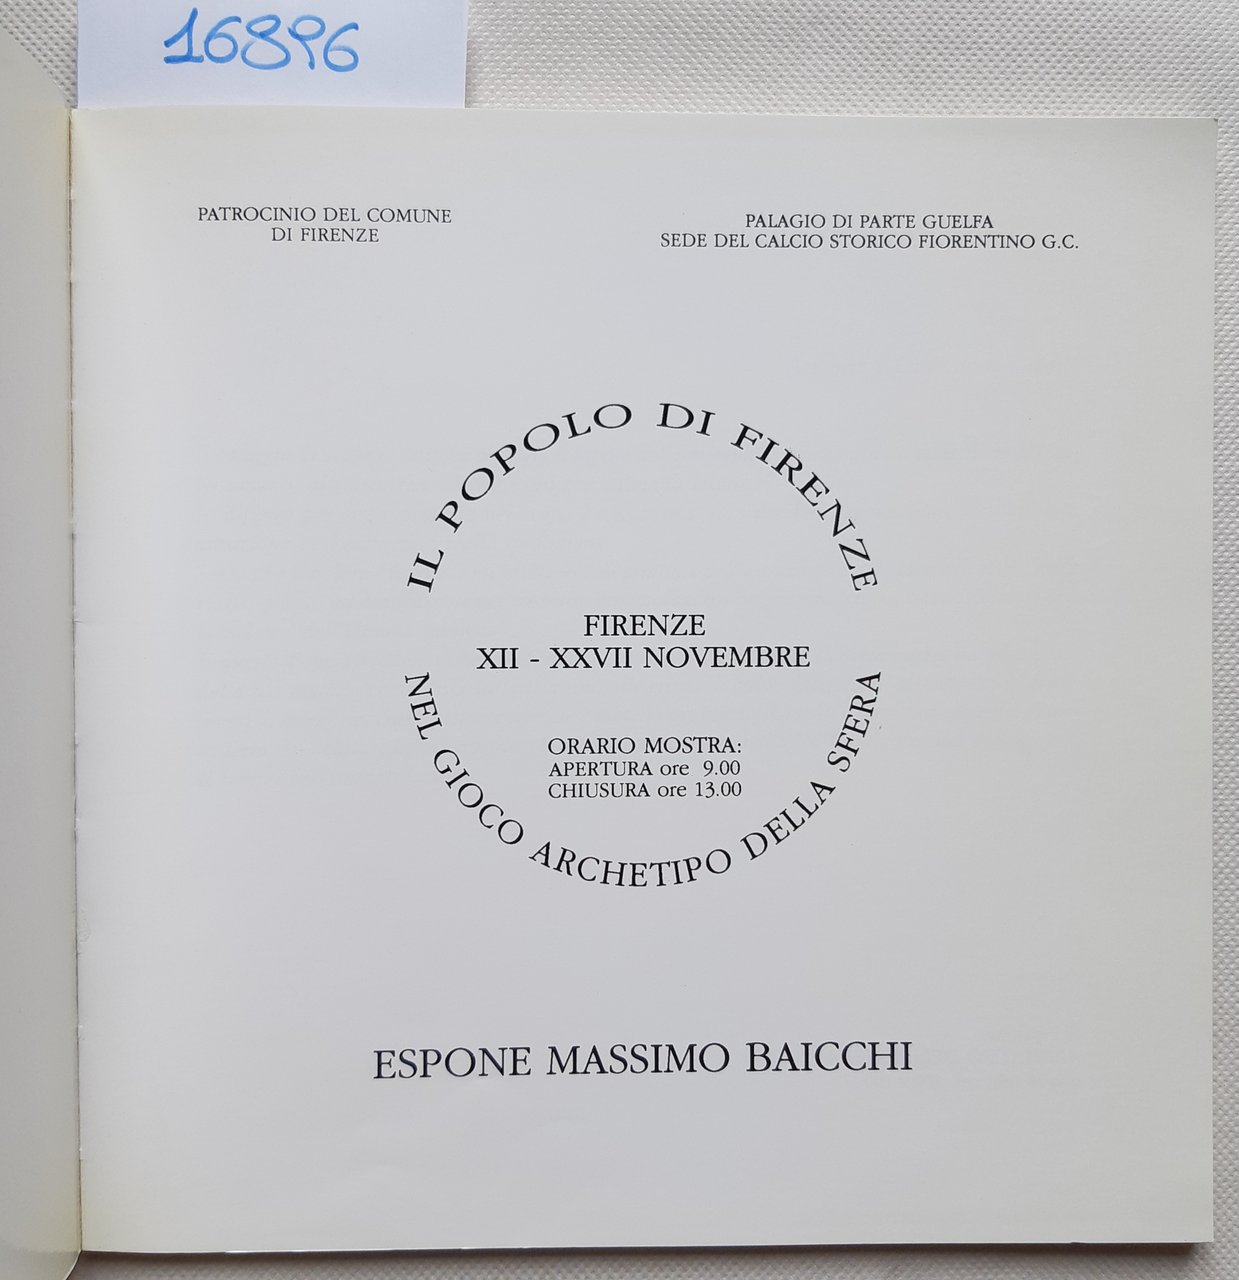 16896
PATROCINIO DEL COMUNE
DI FIRENZE
PALAGIO DI PARTE GUELFA
SEDE DEL CALCIO STORICO FIORENTINO G.C.
IL POPOLO DI FIRENZE
FIRENZE
XII - XXVII NOVEMBRE
ORARIO MOSTRA:
APERTURA ore 9.00
CHIUSURA ore 13.00
NEL GIOCO ARCHETIPO DELLA SFERA
ESPONE MASSIMO BAICCHI